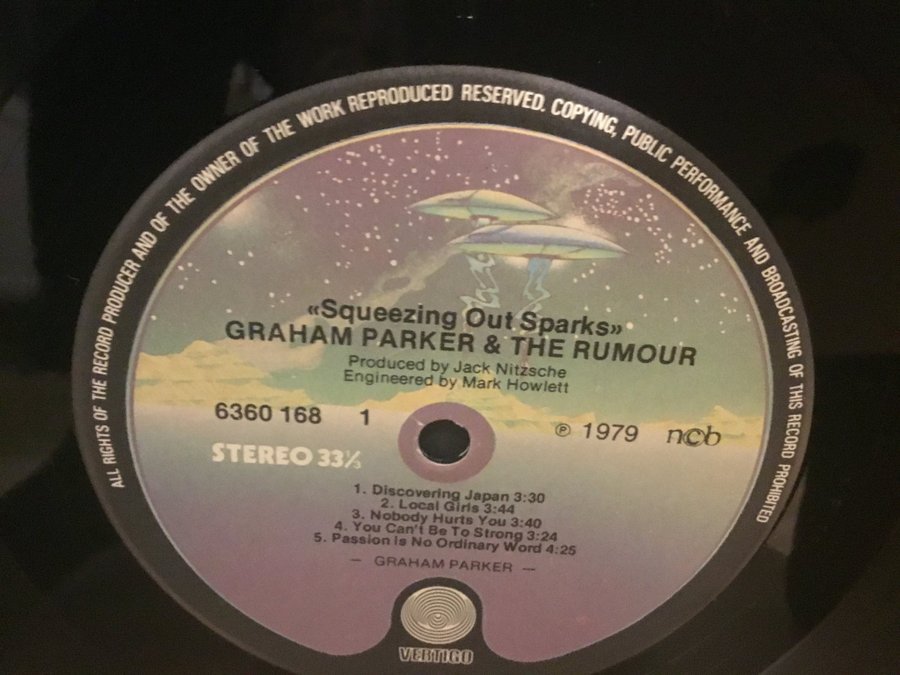 ALL RIGHTS OF THE RECORD PRODUCER AND OF THE OWNER OF THE WORK REPRODUCED RESERVED. COPYING, PUBLIC PERFORMANCE AND BROADCASTING OF THIS RECORD PROHIBITED
«Squeezing Out Sparks»
GRAHAM PARKER & THE RUMOUR
Produced by Jack Nitzsche
Engineered by Mark Howlett
6360 168 1
℗ 1979 ncb
STEREO 33⅓
1. Discovering Japan 3:30
2. Local Girls 3:44
3. Nobody Hurts You 3:40
4. You Can't Be To Strong 3:24
5. Passion Is No Ordinary Word 4:25
— GRAHAM PARKER —
VERTIGO